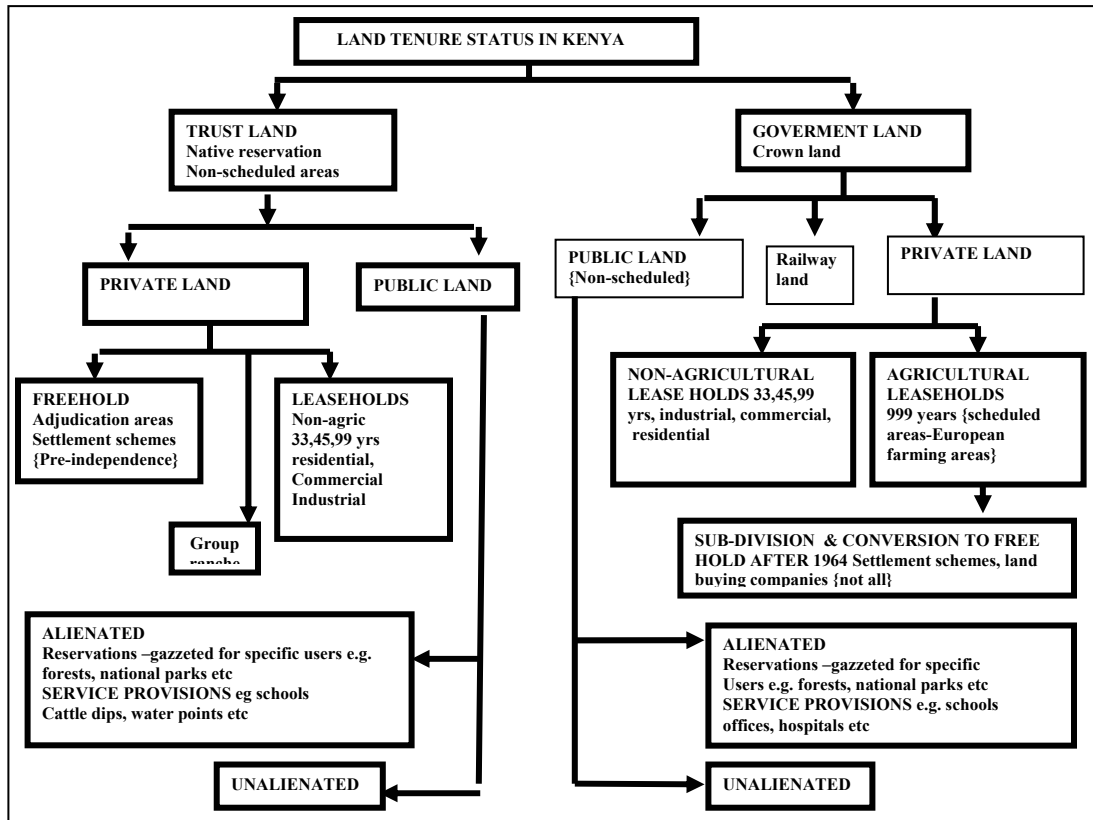 LAND TENURE STATUS IN KENYA
TRUST LAND
Native reservation
Non-scheduled areas
GOVERMENT LAND
Crown land
PRIVATE LAND
PUBLIC LAND
PUBLIC LAND
{Non-scheduled}
Railway
land
PRIVATE LAND
FREEHOLD
Adjudication areas
Settlement schemes
{Pre-independence}
LEASEHOLDS
Non-agric
33,45,99 yrs
residential,
Commercial
Industrial
NON-AGRICULTURAL
LEASE HOLDS 33,45,99
yrs, industrial, commercial,
residential
AGRICULTURAL
LEASEHOLDS
999 years {scheduled
areas-European
farming areas}
Group
SUB-DIVISION & CONVERSION TO FREE
HOLD AFTER 1964 Settlement schemes, land
buying companies {not all}
ALIENATED
Reservations –gazzeted for specific users e.g.
forests, national parks etc
SERVICE PROVISIONS eg schools
Cattle dips, water points etc
ALIENATED
Reservations –gazzeted for specific
Users e.g. forests, national parks etc
SERVICE PROVISIONS e.g. schools
offices, hospitals etc
UNALIENATED
UNALIENATED